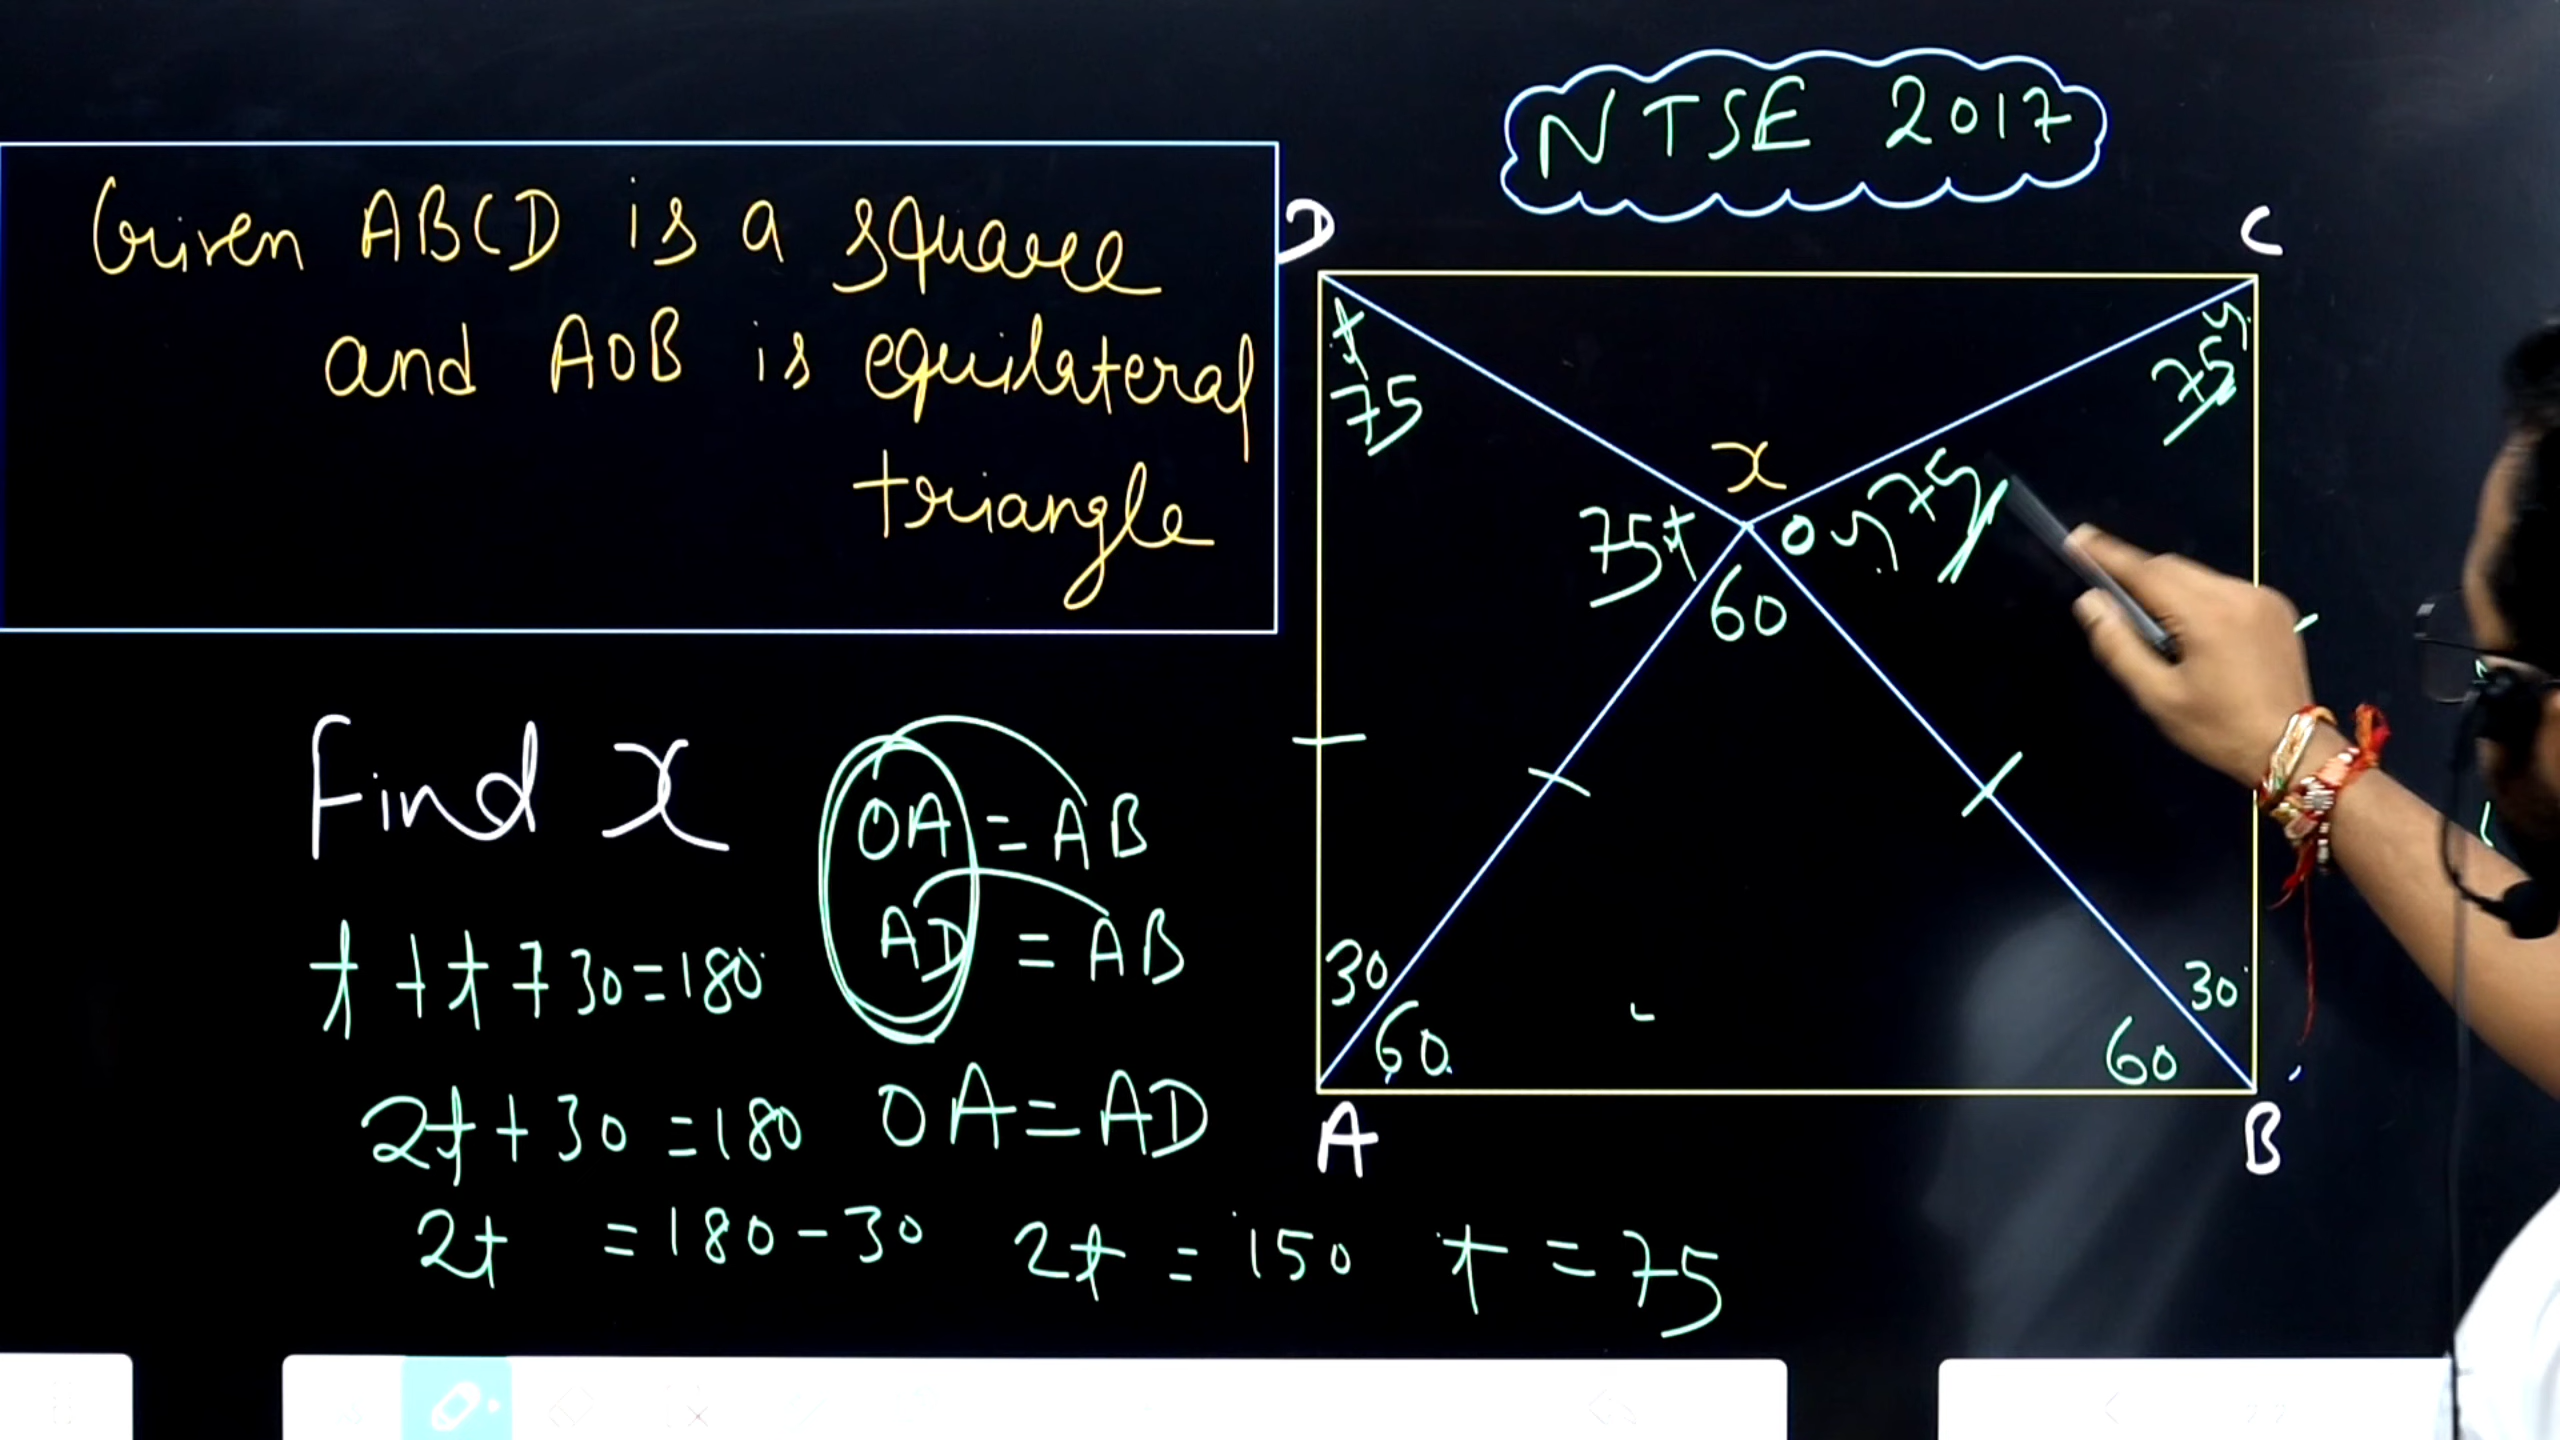 NTSE 2017
Given ABCD is a square
and AOB is equilateral
triangle
Find x
OA = AB
AD = AB
t + t + 30 = 180
2t + 30 = 180
OA = AD
2t = 180 - 30
2t = 150
t = 75
D
C
t
75
y
75
x
75 t
O y 75
60
30
60
30
60
A
B